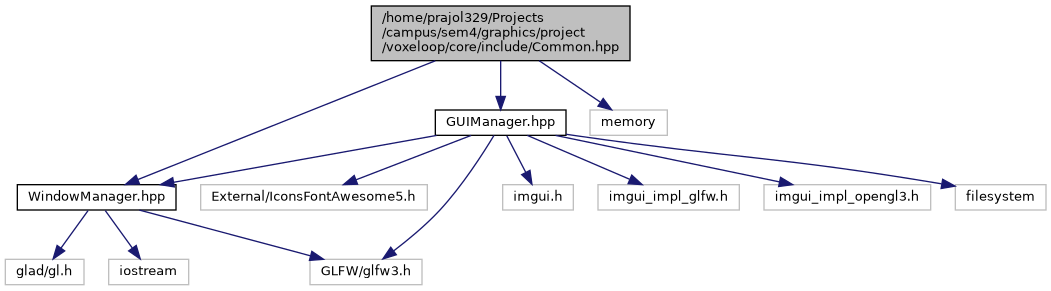 /home/prajol329/Projects
/campus/sem4/graphics/project
/voxeloop/core/include/Common.hpp
GUIManager.hpp
memory
WindowManager.hpp
External/IconsFontAwesome5.h
imgui.h
imgui_impl_glfw.h
imgui_impl_opengl3.h
filesystem
glad/gl.h
iostream
GLFW/glfw3.h